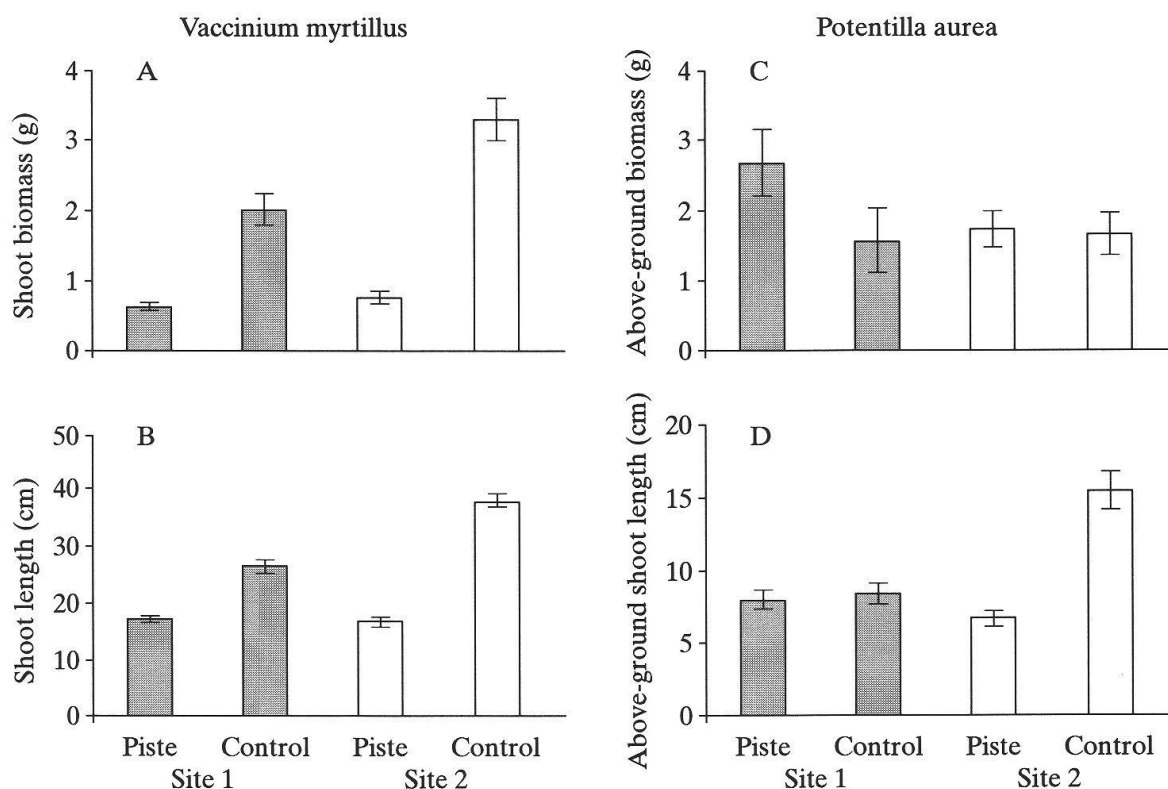 Vaccinium myrtillus
Potentilla aurea
A
Shoot biomass (g)
4
3
2
1
0
C
Above-ground biomass (g)
4
3
2
1
0
B
Shoot length (cm)
50
40
30
20
10
0
Piste Control Piste Control
Site 1 Site 2
D
Above-ground shoot length (cm)
20
15
10
5
0
Piste Control Piste Control
Site 1 Site 2